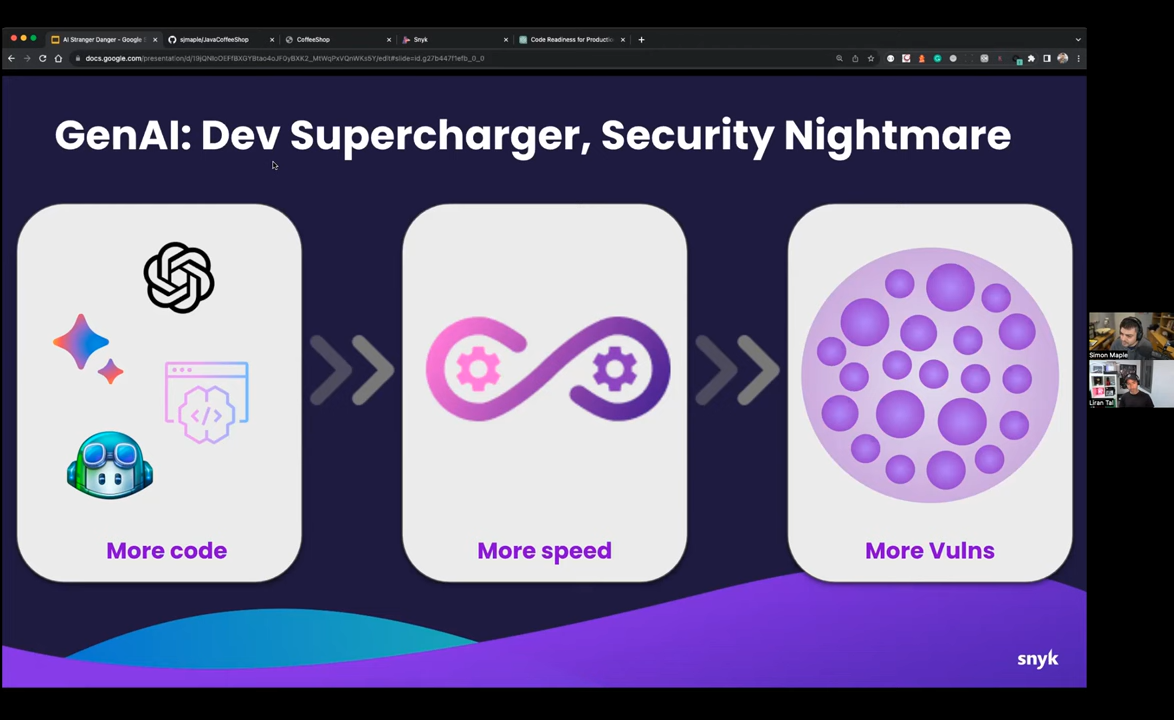 AI Stranger Danger - Google S
sjmaple/JavaCoffeeShop
CoffeeShop
Snyk
Code Readiness for Producti
GenAI: Dev Supercharger, Security Nightmare
More code
More speed
More Vulns
snyk
Simon Maple
Liran Tal